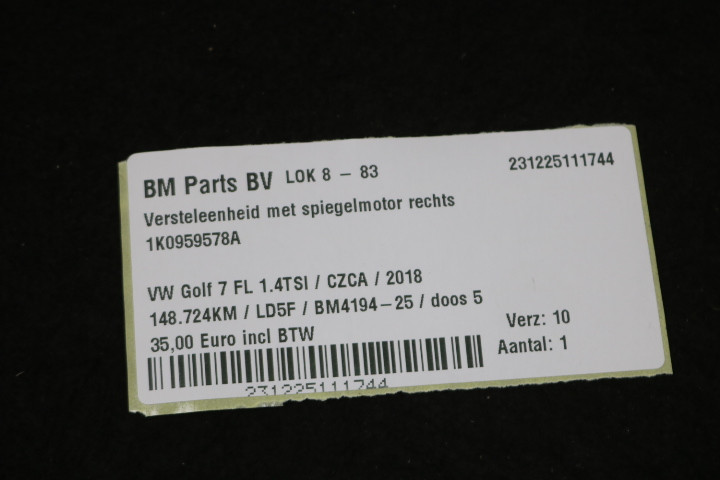 BM Parts BV LOK 8 - 83 231225111744
Versteleenheid met spiegelmotor rechts
1K0959578A
VW Golf 7 FL 1.4TSI / CZCA / 2018
148.724KM / LD5F / BM4194-25 / doos 5
35,00 Euro incl BTW
Verz: 10
Aantal: 1
231225111744